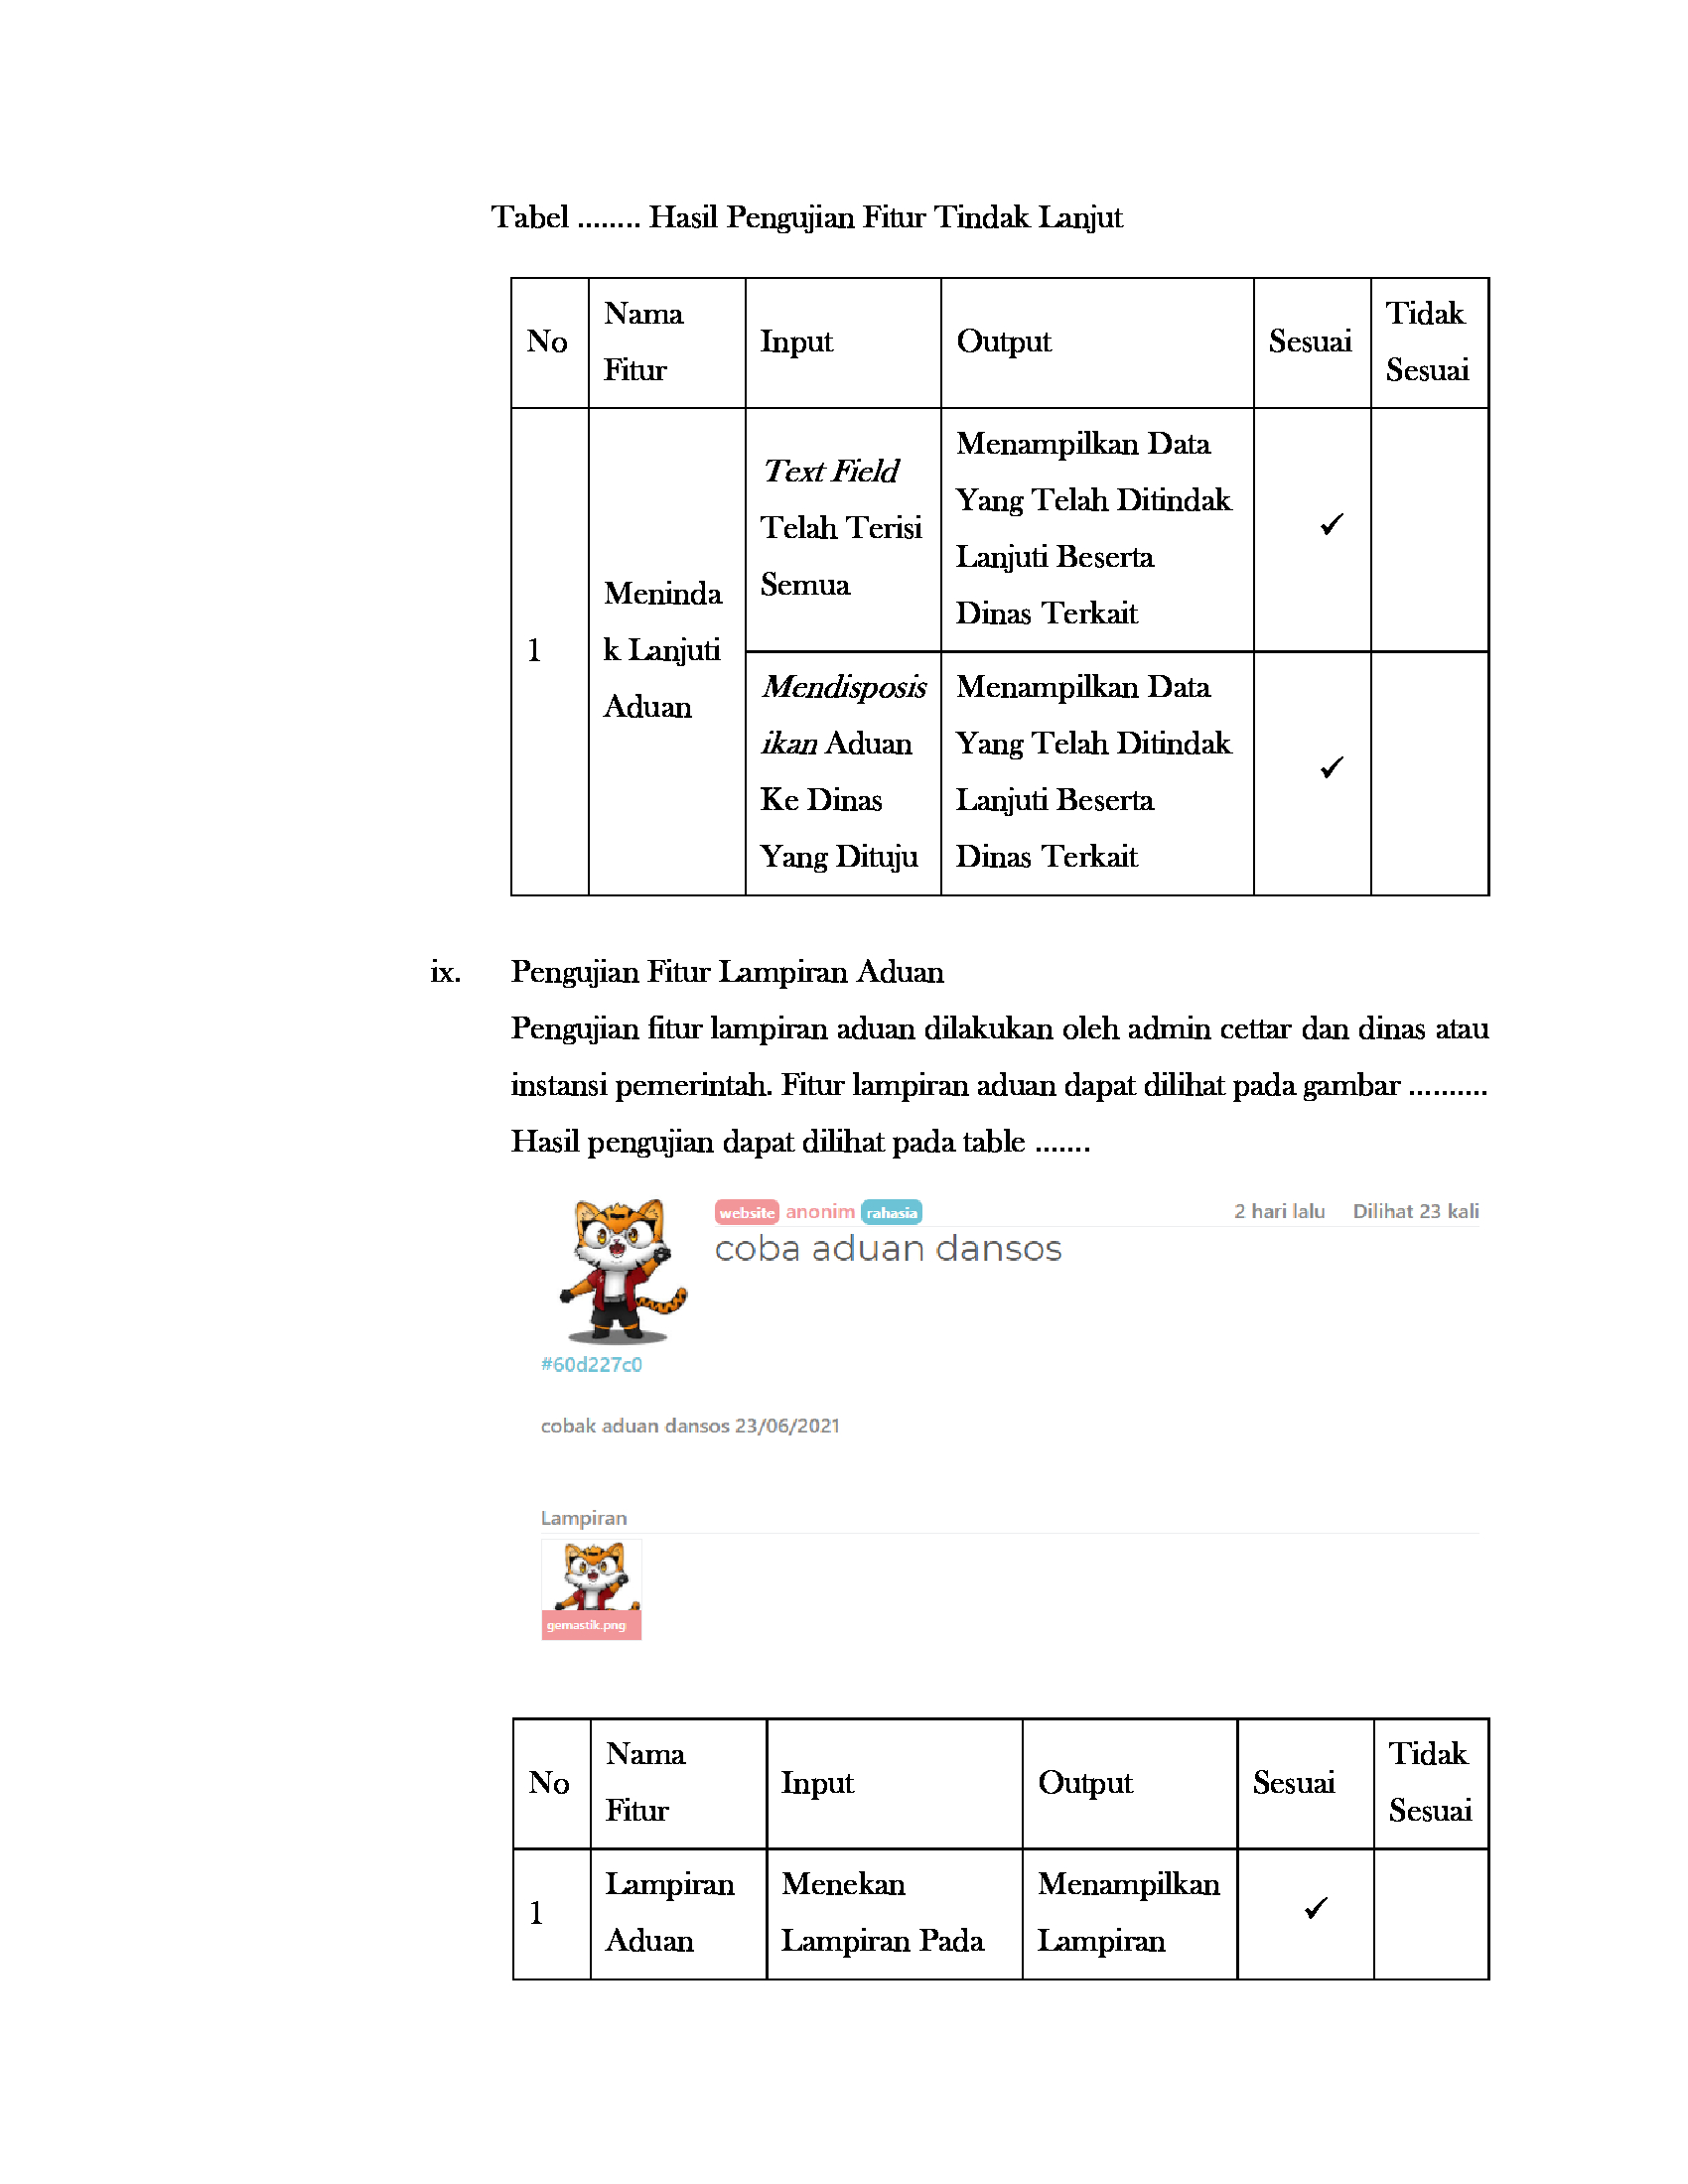 Tabel ........ Hasil Pengujian Fitur Tindak Lanjut
No
Nama
Fitur
Input
Output
Sesuai
Tidak
Sesuai
1
Meninda
k Lanjuti
Aduan
Text Field
Telah Terisi
Semua
Menampilkan Data
Yang Telah Ditindak
Lanjuti Beserta
Dinas Terkait
✓
Mendisposis
ikan Aduan
Ke Dinas
Yang Dituju
Menampilkan Data
Yang Telah Ditindak
Lanjuti Beserta
Dinas Terkait
✓
ix. Pengujian Fitur Lampiran Aduan
Pengujian fitur lampiran aduan dilakukan oleh admin cettar dan dinas atau
instansi pemerintah. Fitur lampiran aduan dapat dilihat pada gambar ..........
Hasil pengujian dapat dilihat pada table .......
website anonim rahasia 2 hari lalu Dilihat 23 kali
coba aduan dansos
#60d227c0
cobak aduan dansos 23/06/2021
Lampiran
gemastik.png
No
Nama
Fitur
Input
Output
Sesuai
Tidak
Sesuai
1
Lampiran
Aduan
Menekan
Lampiran Pada
Menampilkan
Lampiran
✓